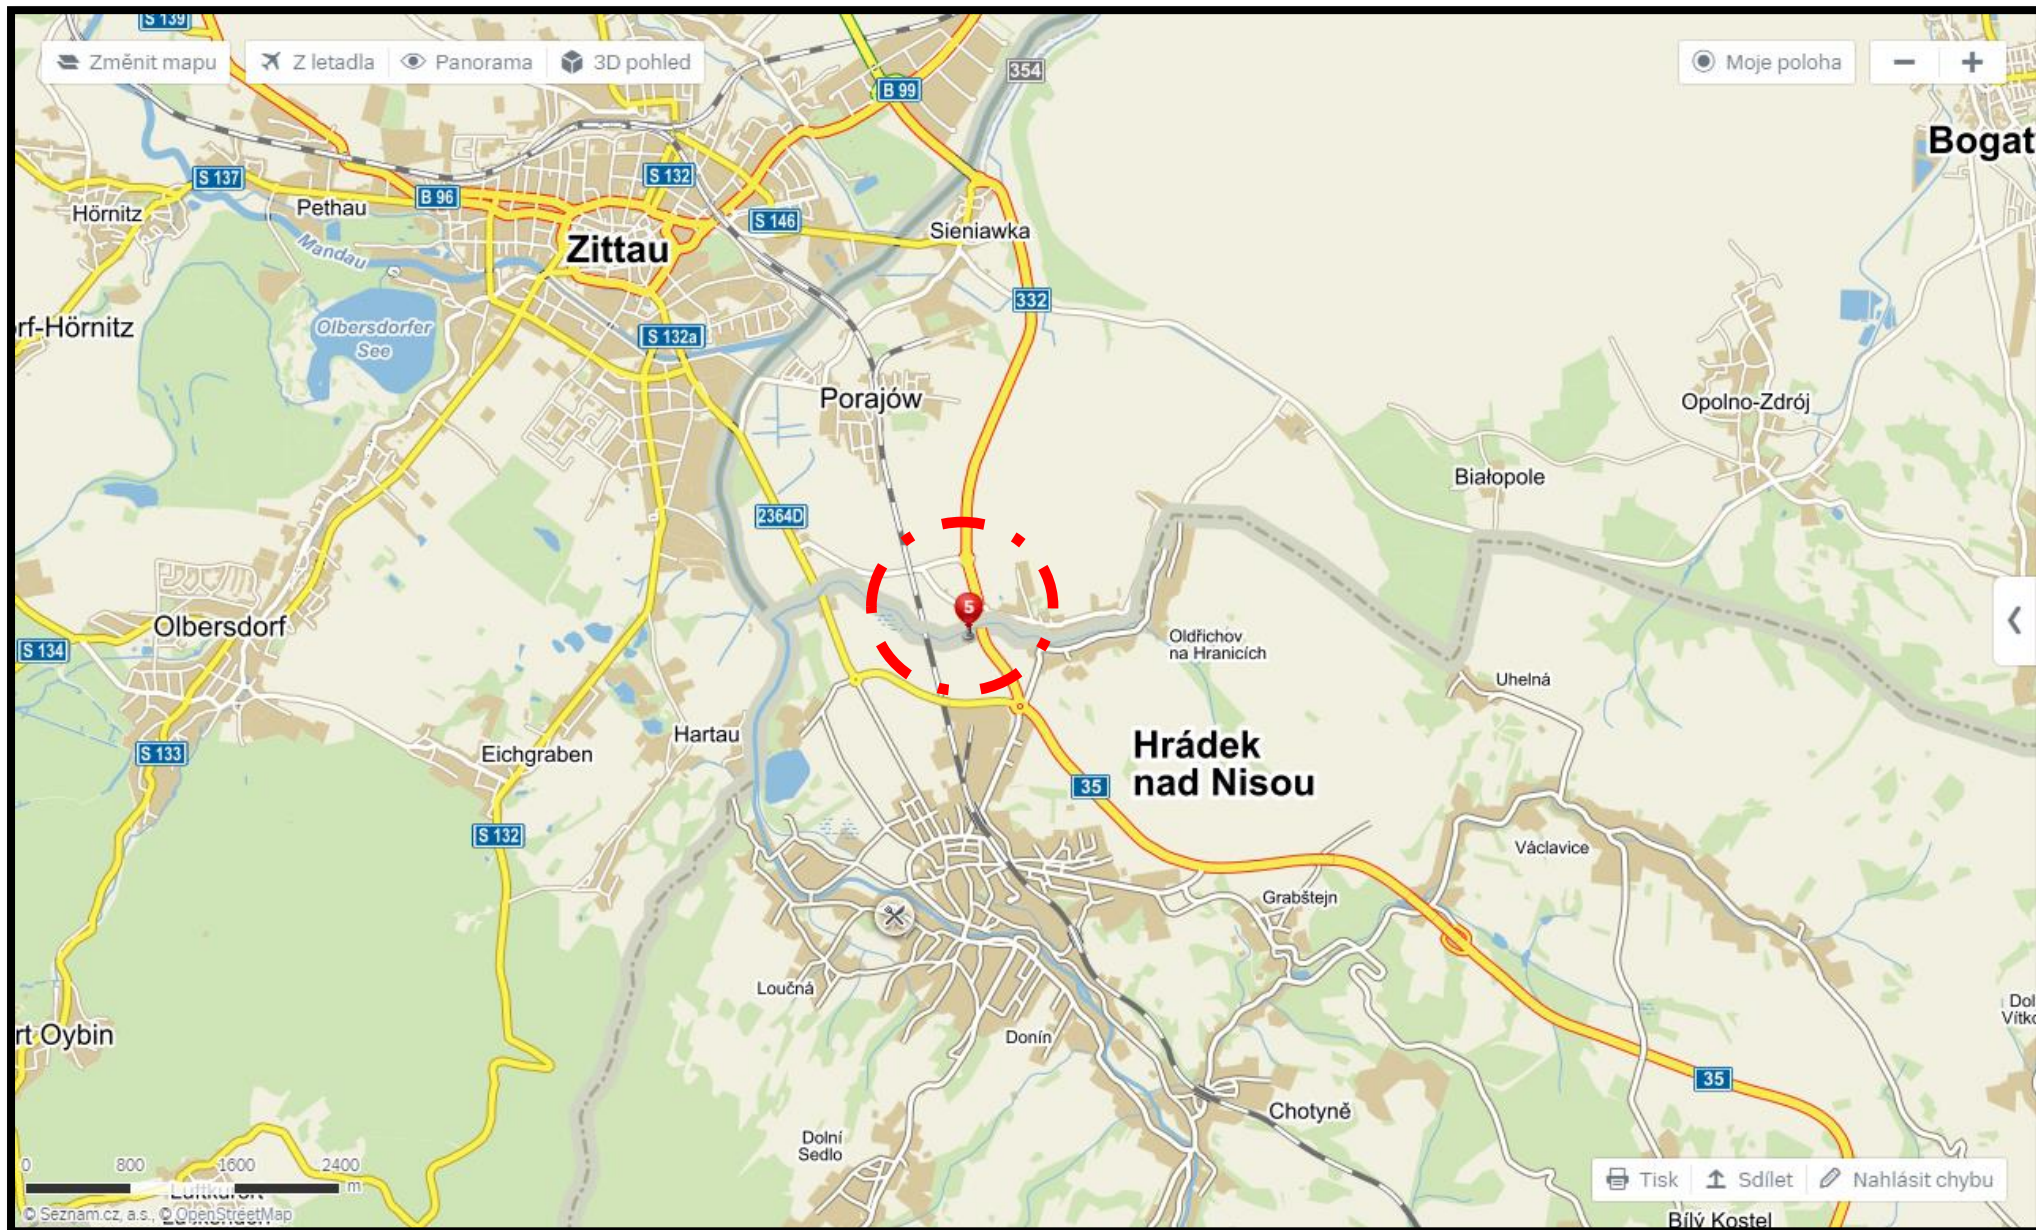 S 139
Změnit mapu
Z letadla
Panorama
3D pohled
354
Moje poloha
B 99
Bogat
S 137
S 132
B 96
Pethau
Hörnitz
S 146
Sieniawka
Mandau
Zittau
332
rf-Hörnitz
Olbersdorfer
See
S 132a
Porajów
Opolno-Zdrój
Białopole
2364D
5
Olbersdorf
S 134
Oldřichov
na Hranicích
Uhelná
Hartau
Eichgraben
S 133
Hrádek
nad Nisou
35
S 132
Václavice
Grabštejn
Loučná
Dol
Vítko
rt Oybin
Donín
35
Chotyně
Dolní
Sedlo
0 800 1600 2400
m
Tisk
Sdílet
Nahlásit chybu
Luftkurort
© Seznam.cz, a.s., © OpenStreetMap
Bílý Kostel